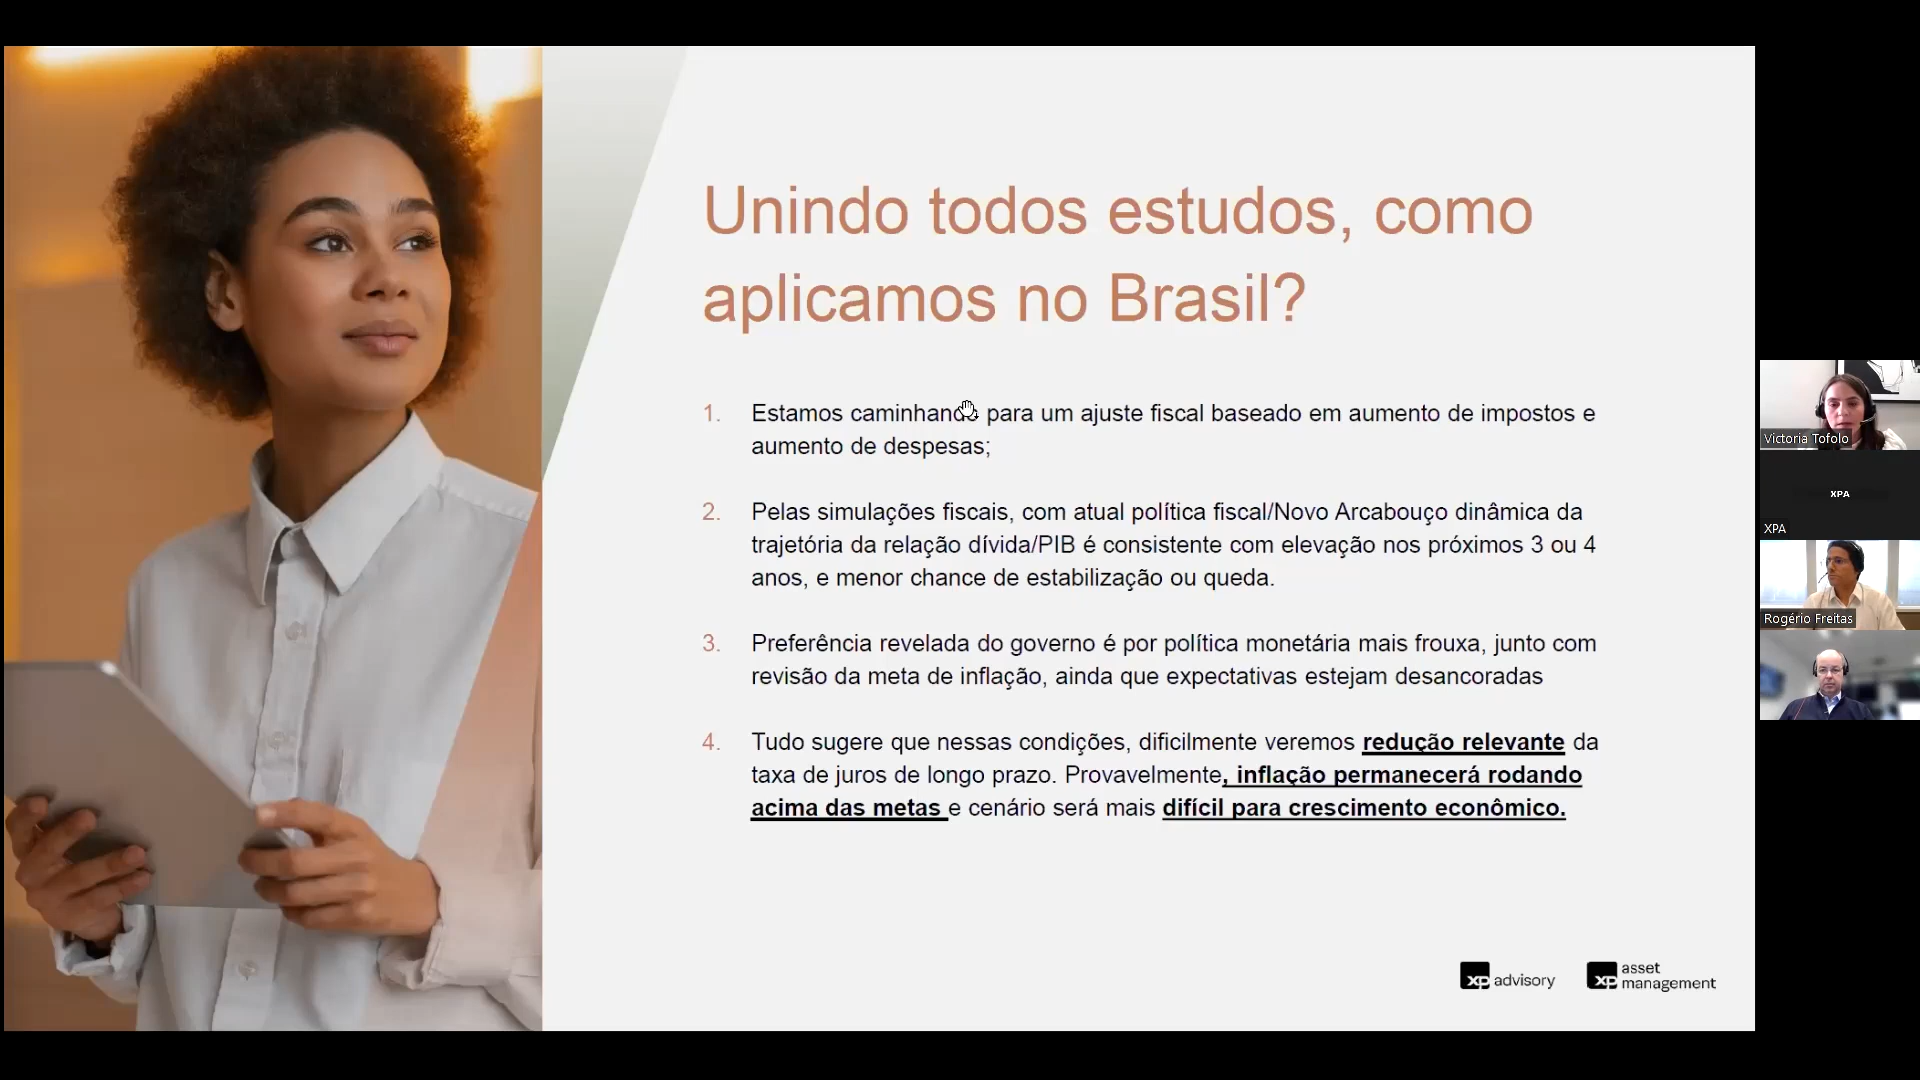 Unindo todos estudos, como
aplicamos no Brasil?
1. Estamos caminhando para um ajuste fiscal baseado em aumento de impostos e
aumento de despesas;
2. Pelas simulações fiscais, com atual política fiscal/Novo Arcabouço dinâmica da
trajetória da relação dívida/PIB é consistente com elevação nos próximos 3 ou 4
anos, e menor chance de estabilização ou queda.
3. Preferência revelada do governo é por política monetária mais frouxa, junto com
revisão da meta de inflação, ainda que expectativas estejam desancoradas
4. Tudo sugere que nessas condições, dificilmente veremos redução relevante da
taxa de juros de longo prazo. Provavelmente, inflação permanecerá rodando
acima das metas e cenário será mais difícil para crescimento econômico.
xp advisory
xp asset
management
Victoria Tofolo
XPA
XPA
Rogério Freitas